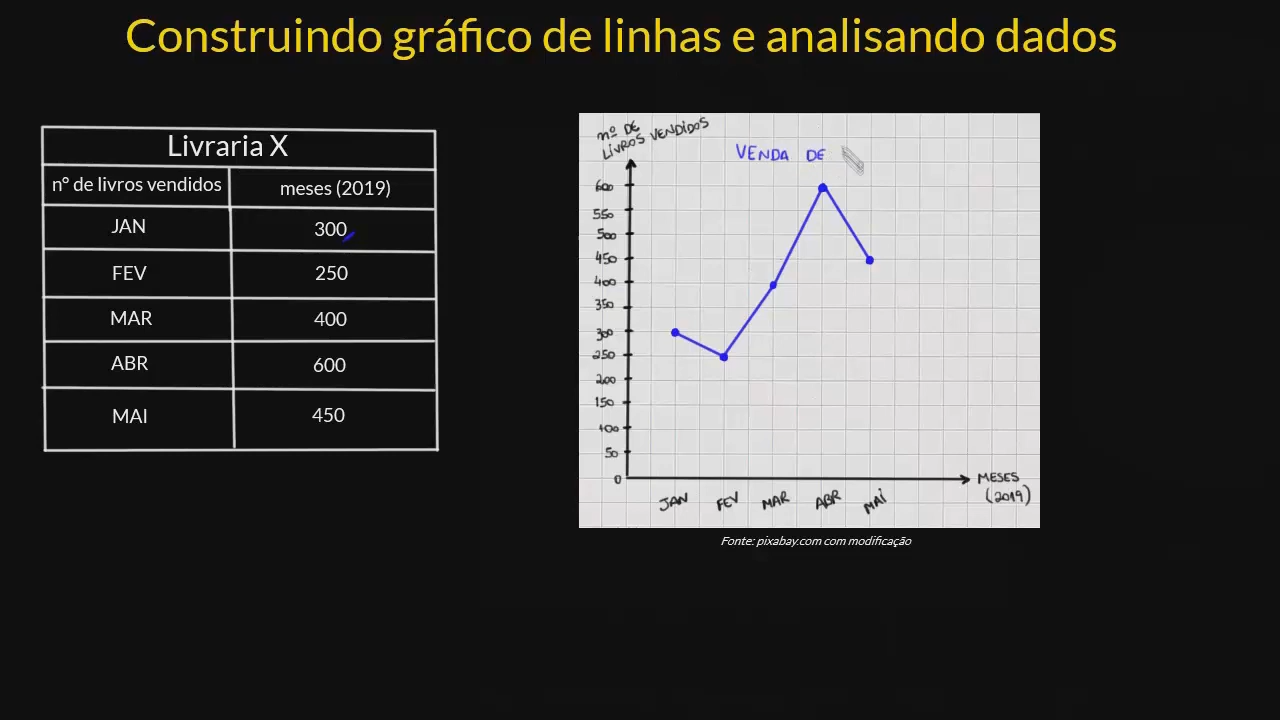 Construindo gráfico de linhas e analisando dados
Livraria X
n° de livros vendidos meses (2019)
JAN 300
FEV 250
MAR 400
ABR 600
MAI 450
nº DE
LIVROS VENDIDOS
VENDA DE
600
550
500
450
400
350
300
250
200
150
100
50
0
JAN FEV MAR ABR MAI
MESES
(2019)
Fonte: pixabay.com com modificação